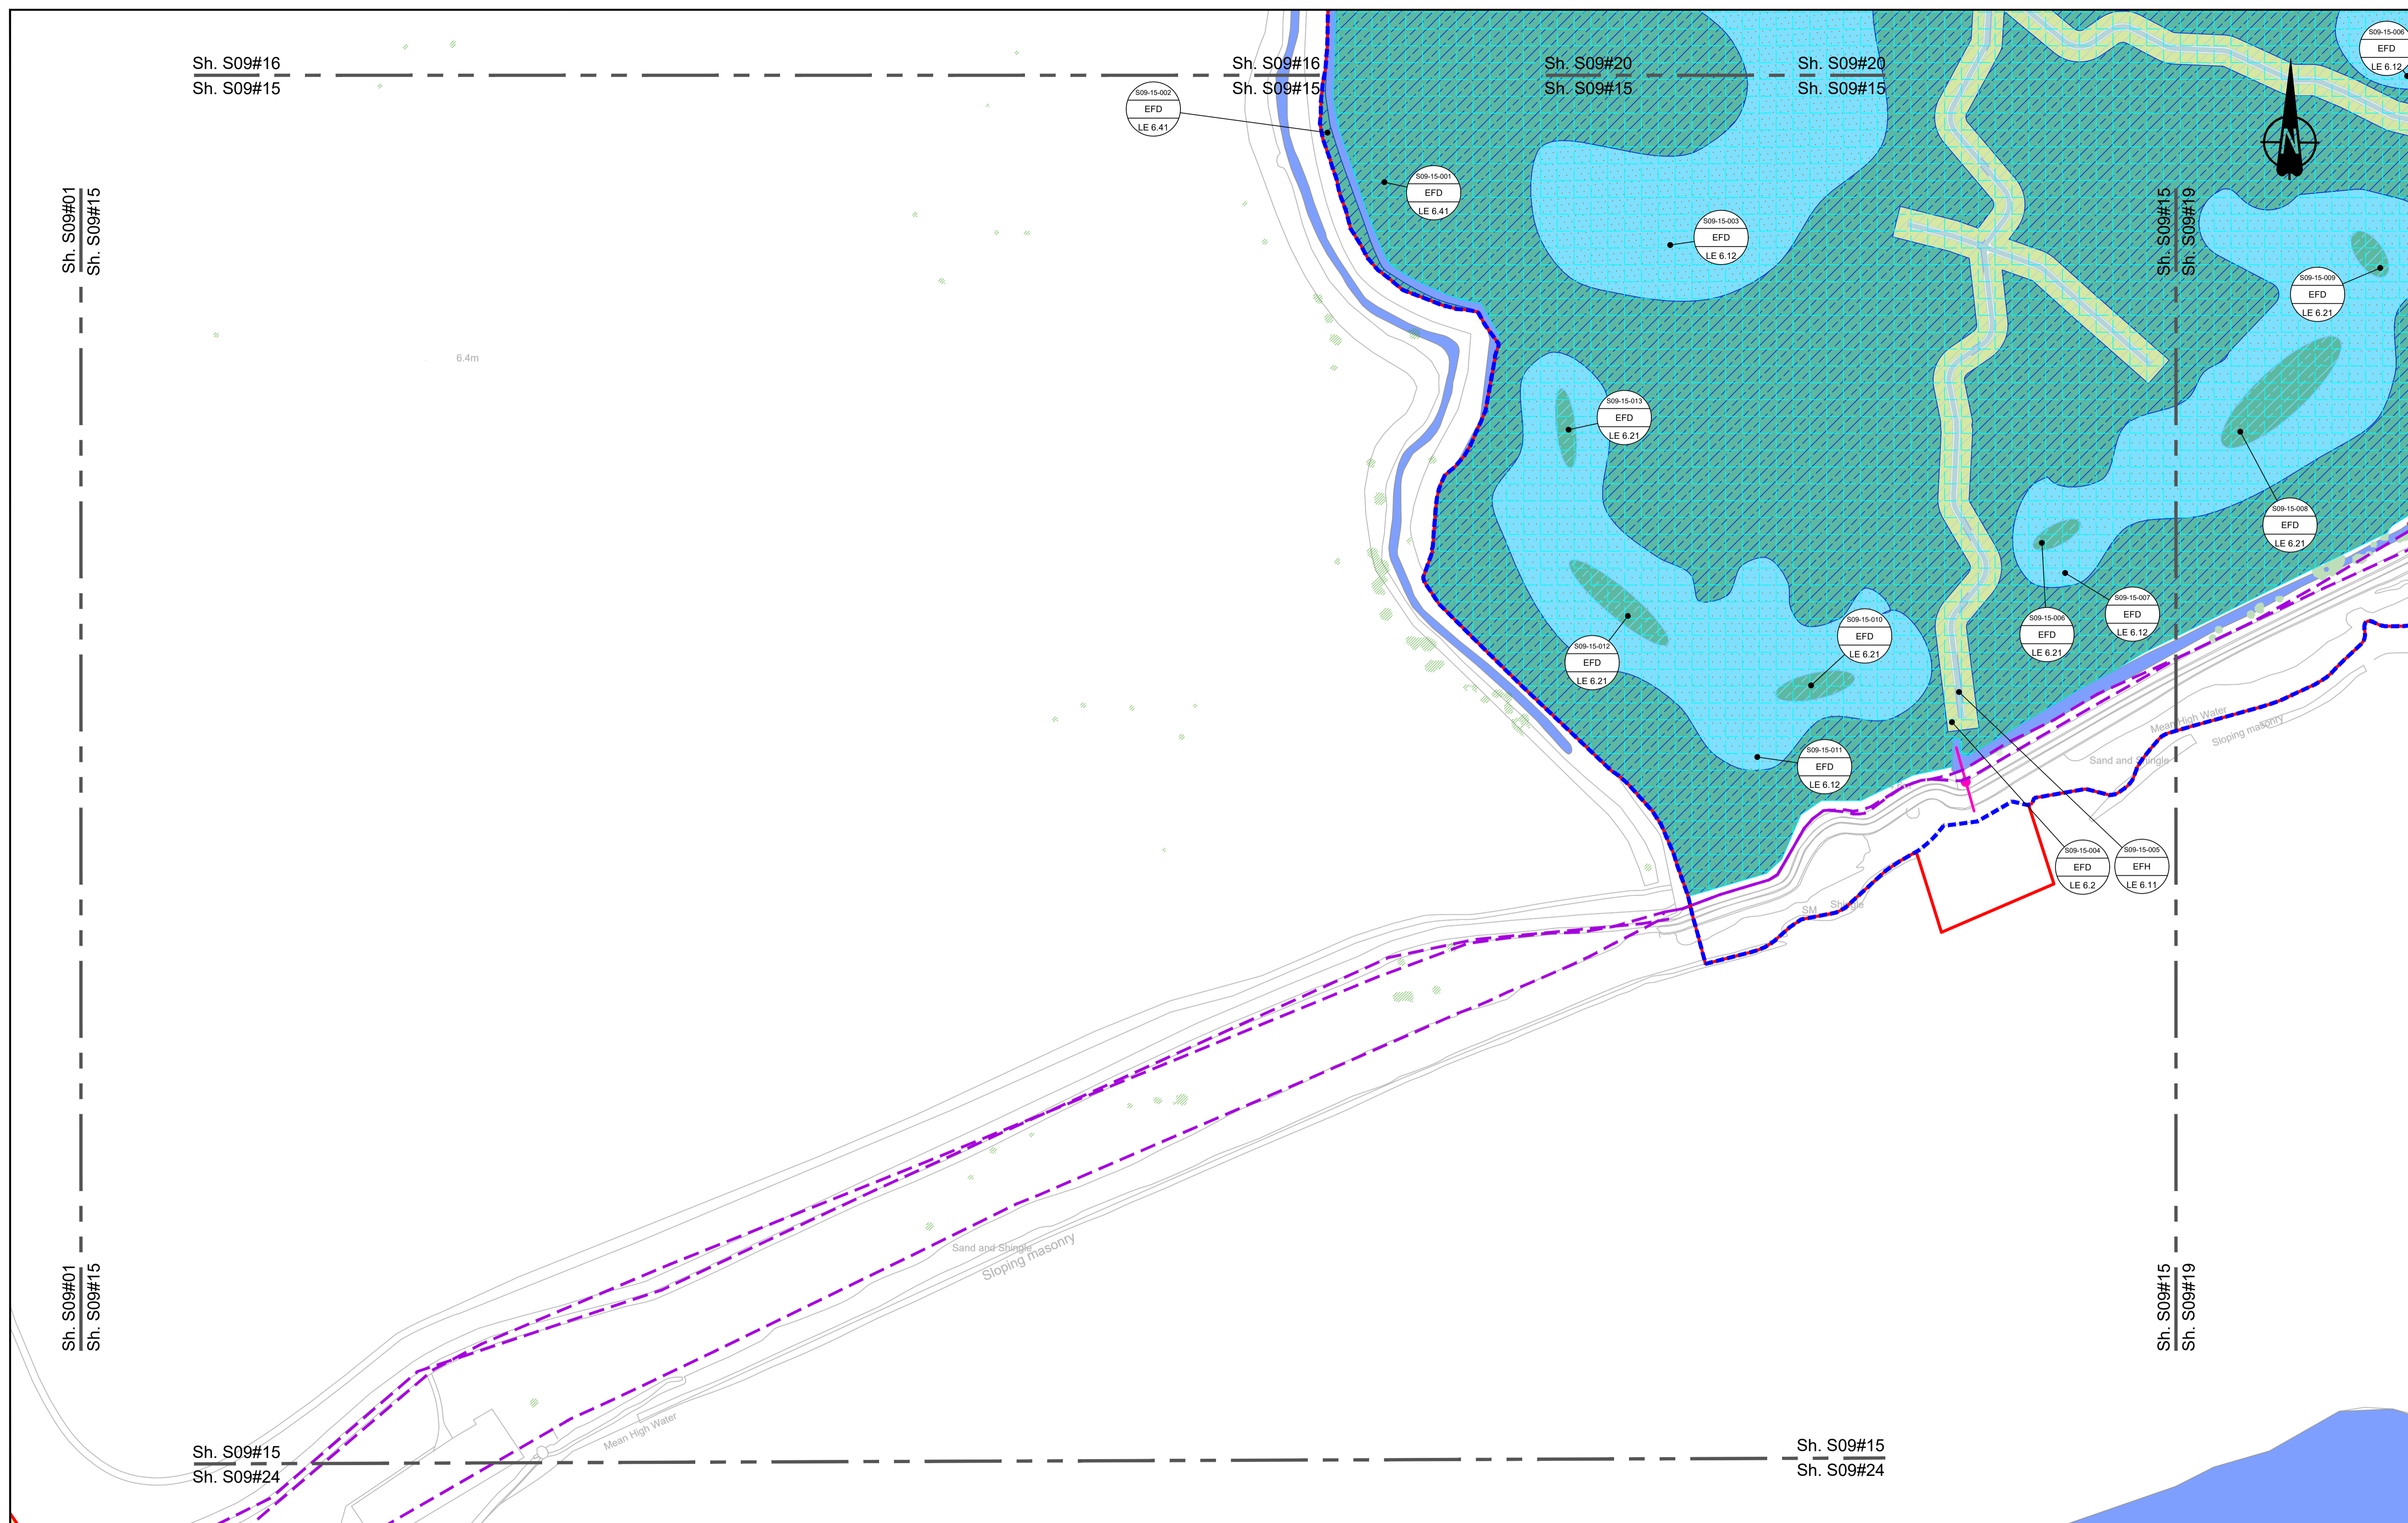 Sh. S09#16
Sh. S09#15
Sh. S09#16
Sh. S09#15
Sh. S09#20
Sh. S09#15
Sh. S09#20
Sh. S09#15
S09-15-006
EFD
LE 6.12
S09-15-002
EFD
LE 6.41
N
S09-15-001
EFD
LE 6.41
S09-15-003
EFD
LE 6.12
Sh. S09#01
Sh. S09#15
Sh. S09#15
Sh. S09#19
S09-15-009
EFD
LE 6.21
6.4m
S09-15-013
EFD
LE 6.21
S09-15-008
EFD
LE 6.21
S09-15-007
EFD
LE 6.12
S09-15-006
EFD
LE 6.21
S09-15-010
EFD
LE 6.21
S09-15-012
EFD
LE 6.21
Mean High Water
Sloping masonry
Sand and Shingle
S09-15-011
EFD
LE 6.12
S09-15-004
EFD
LE 6.2
S09-15-005
EFH
LE 6.11
SM
Shingle
Sand and Shingle
Sloping masonry
Sh. S09#01
Sh. S09#15
Sh. S09#15
Sh. S09#19
Mean High Water
Sh. S09#15
Sh. S09#24
Sh. S09#15
Sh. S09#24